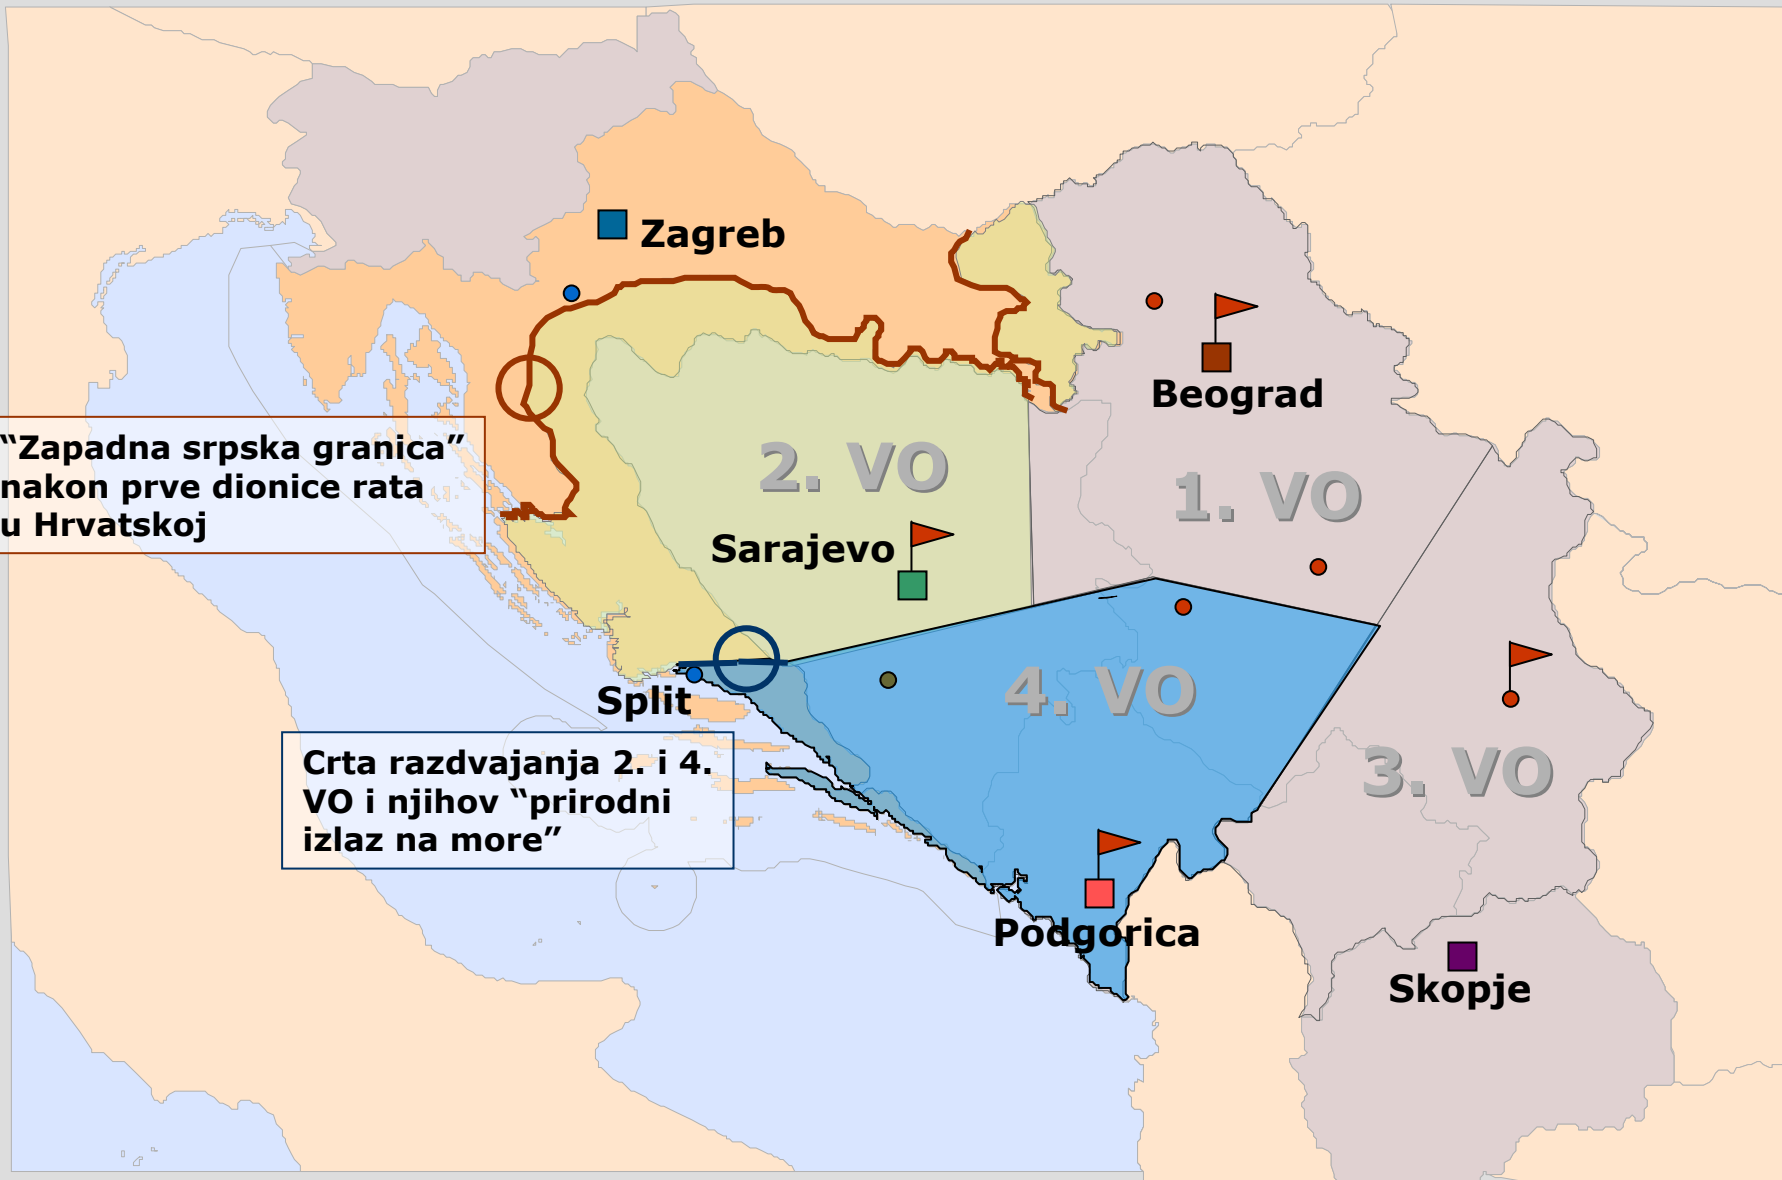 Zagreb
Beograd
“Zapadna srpska granica”
nakon prve dionice rata
u Hrvatskoj
2. VO
1. VO
Sarajevo
4. VO
Split
Crta razdvajanja 2. i 4.
VO i njihov “prirodni
izlaz na more”
3. VO
Podgorica
Skopje